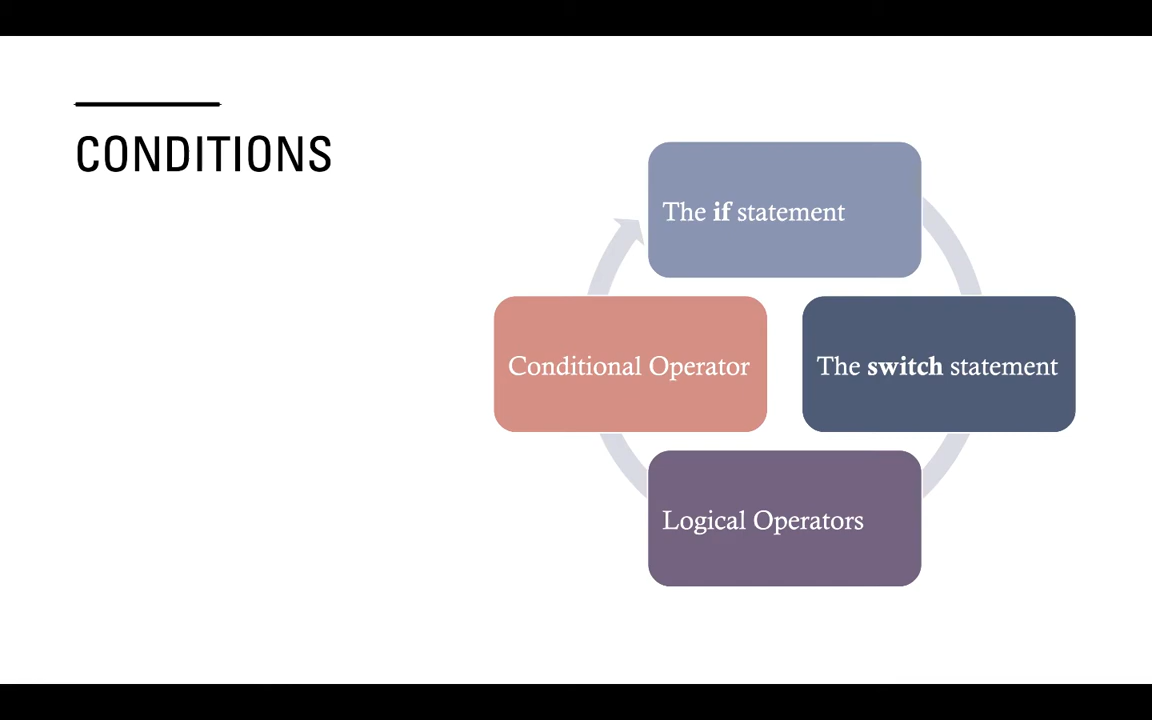 CONDITIONS
The if statement
Conditional Operator
The switch statement
Logical Operators